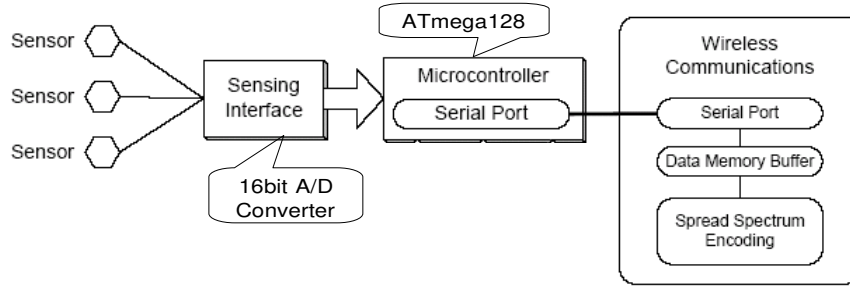 ATmega128
Sensor
Sensor
Sensor
Sensing
Interface
16bit A/D
Converter
Microcontroller
Serial Port
Wireless
Communications
Serial Port
Data Memory Buffer
Spread Spectrum
Encoding